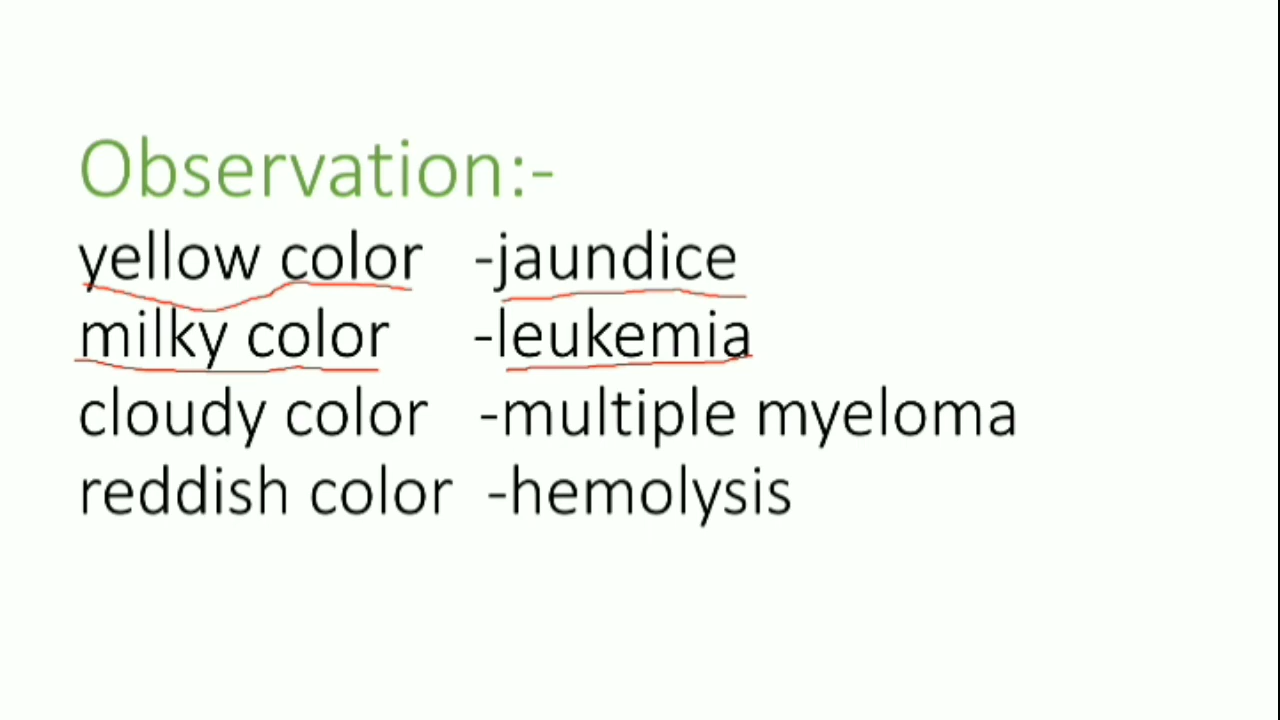 Observation:-
yellow color -jaundice
milky color -leukemia
cloudy color -multiple myeloma
reddish color -hemolysis